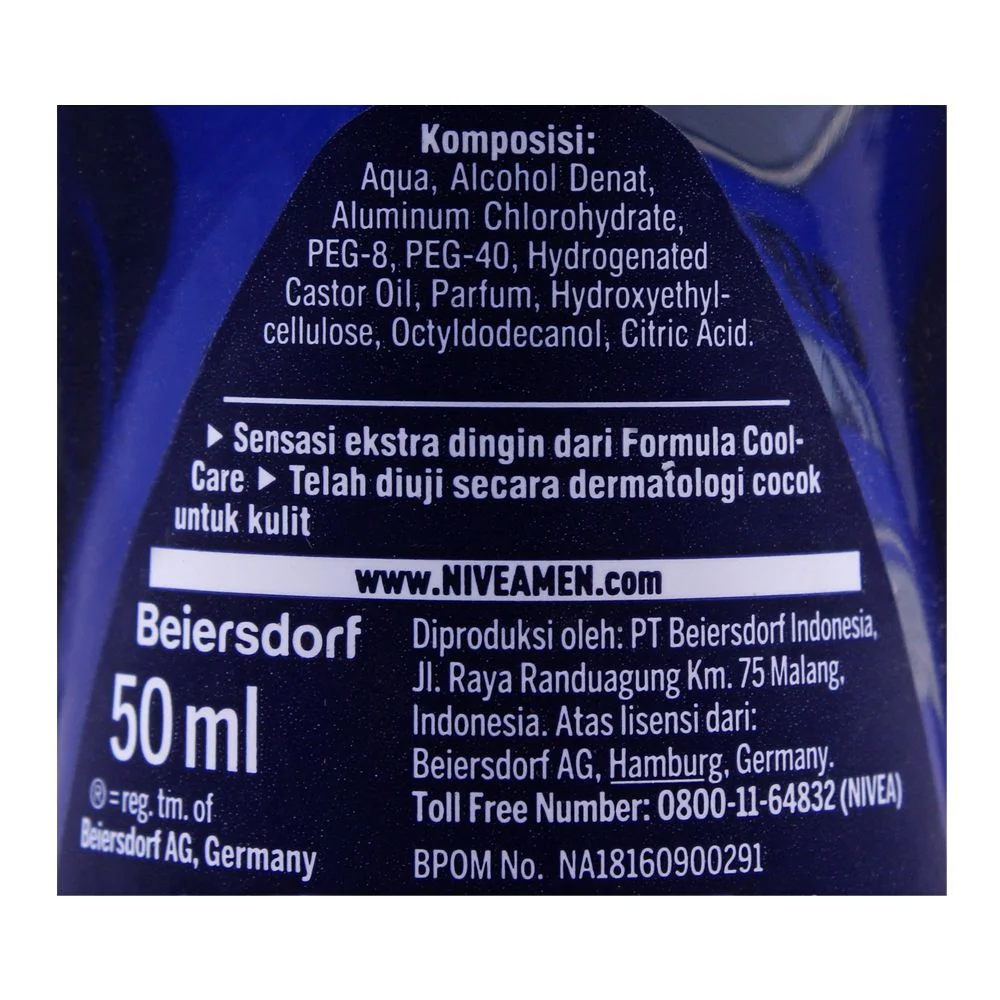 Komposisi:
Aqua, Alcohol Denat,
Aluminum Chlorohydrate,
PEG-8, PEG-40, Hydrogenated
Castor Oil, Parfum, Hydroxyethyl-
cellulose, Octyldodecanol, Citric Acid.
▶ Sensasi ekstra dingin dari Formula Cool-
Care ▶ Telah diuji secara dermatologi cocok
untuk kulit
www.NIVEAMEN.com
Beiersdorf
50 ml
® = reg. tm. of
Beiersdorf AG, Germany
Diproduksi oleh: PT Beiersdorf Indonesia,
Jl. Raya Randuagung Km. 75 Malang,
Indonesia. Atas lisensi dari:
Beiersdorf AG, Hamburg, Germany.
Toll Free Number: 0800-11-64832 (NIVEA)
BPOM No. NA18160900291